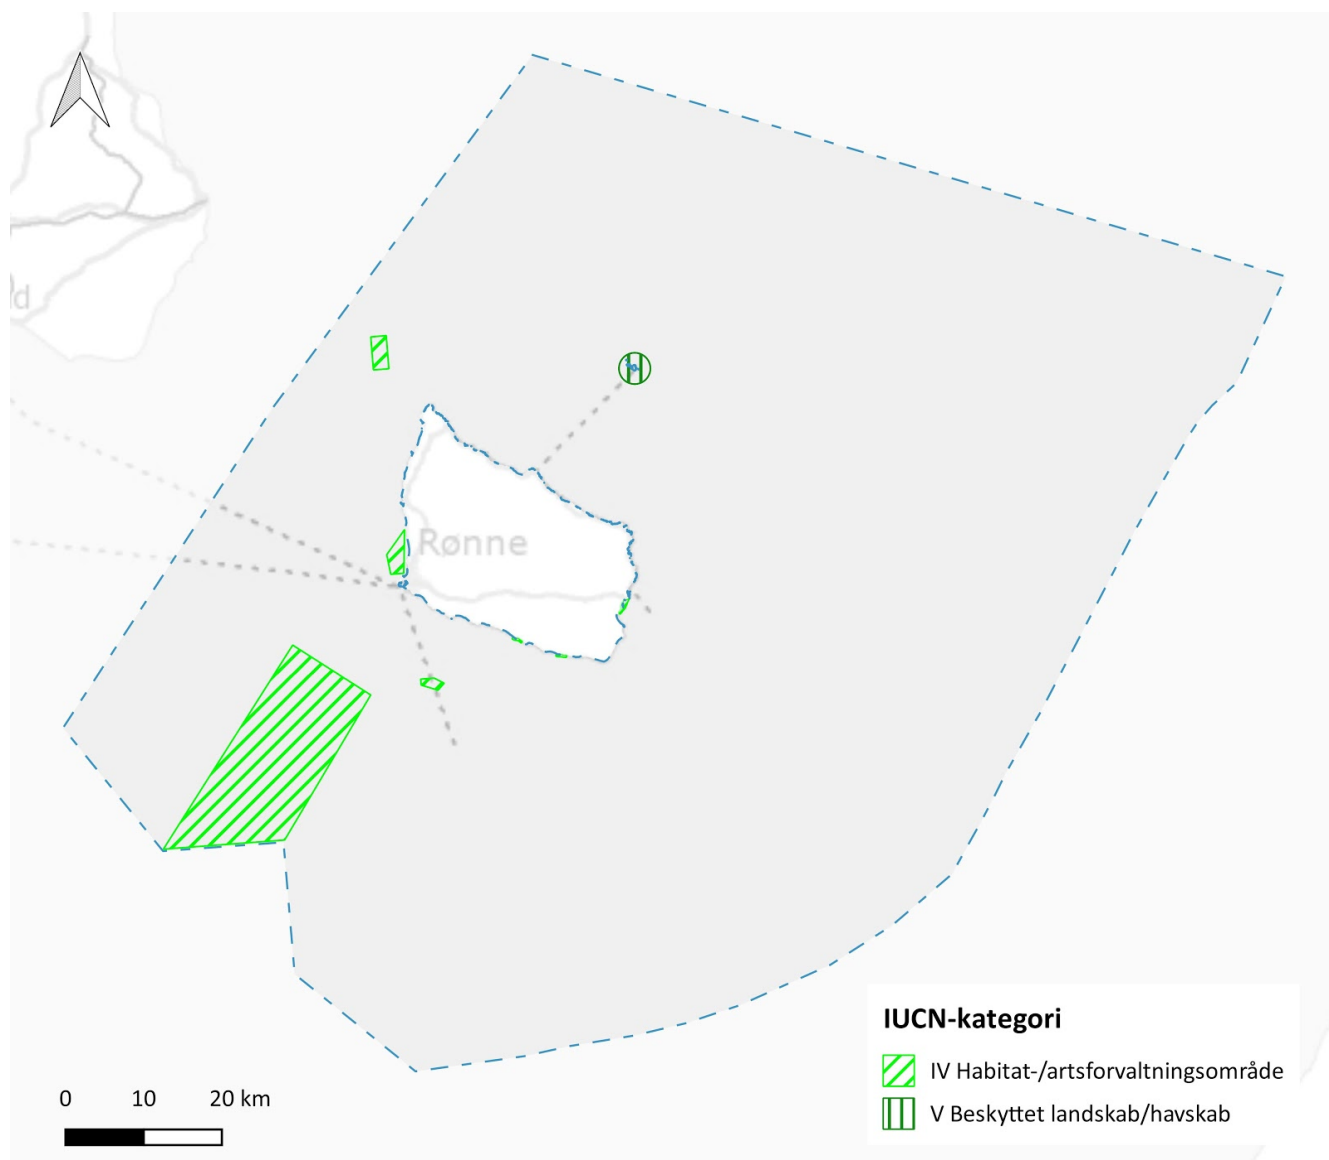 d
Rønne
IUCN-kategori
IV Habitat-/artsforvaltningsområde
V Beskyttet landskab/havskab
0 10 20 km